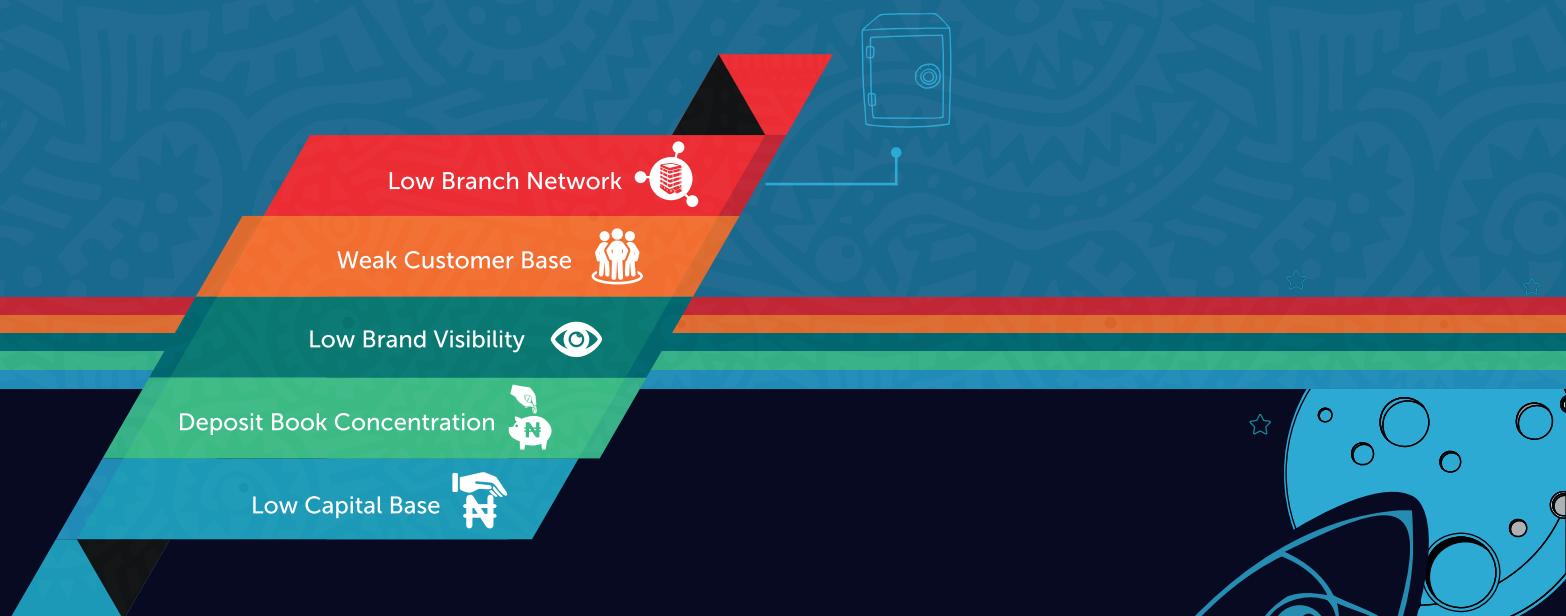 Low Branch Network
Weak Customer Base
Low Brand Visibility
Deposit Book Concentration
₦
Low Capital Base
₦